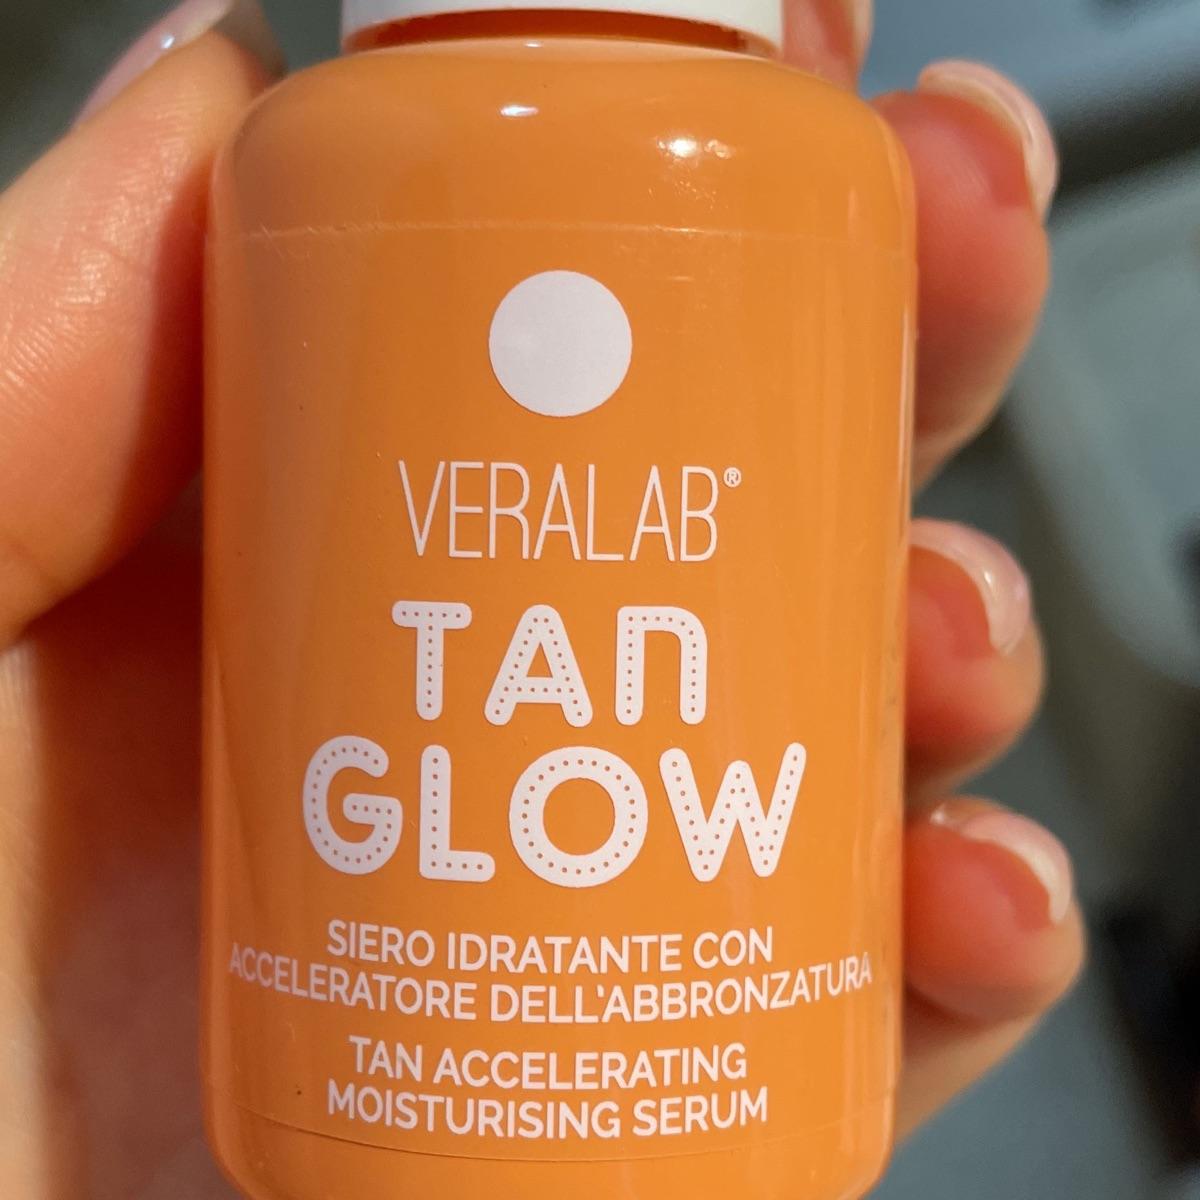 VERALAB®
TAN
GLOW
SIERO IDRATANTE CON
ACCELERATORE DELL'ABBRONZATURA
TAN ACCELERATING
MOISTURISING SERUM